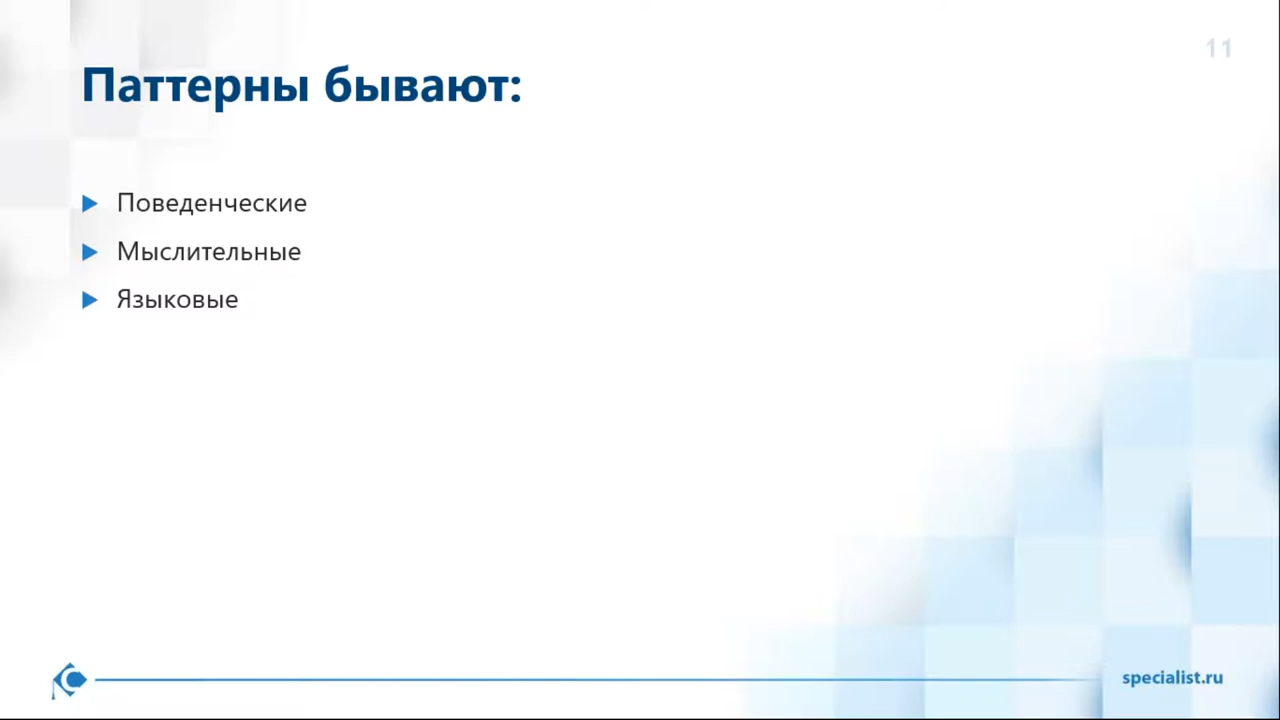 11
Паттерны бывают:
Поведенческие
Мыслительные
Языковые
specialist.ru